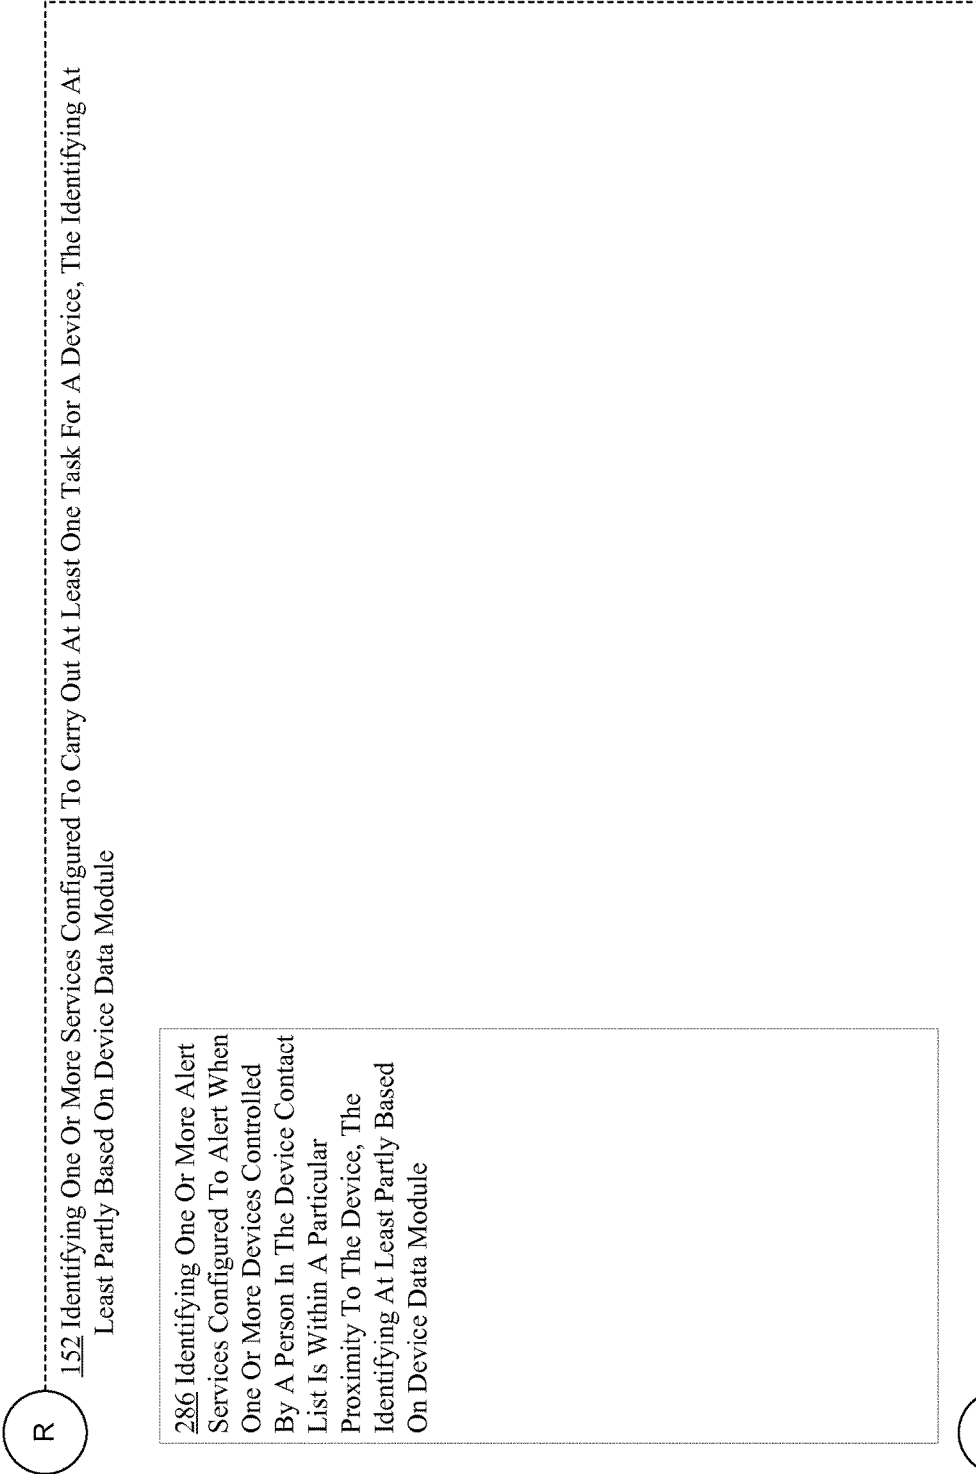 R
152 Identifying One Or More Services Configured To Carry Out At Least One Task For A Device, The Identifying At
Least Partly Based On Device Data Module
286 Identifying One Or More Alert
Services Configured To Alert When
One Or More Devices Controlled
By A Person In The Device Contact
List Is Within A Particular
Proximity To The Device, The
Identifying At Least Partly Based
On Device Data Module